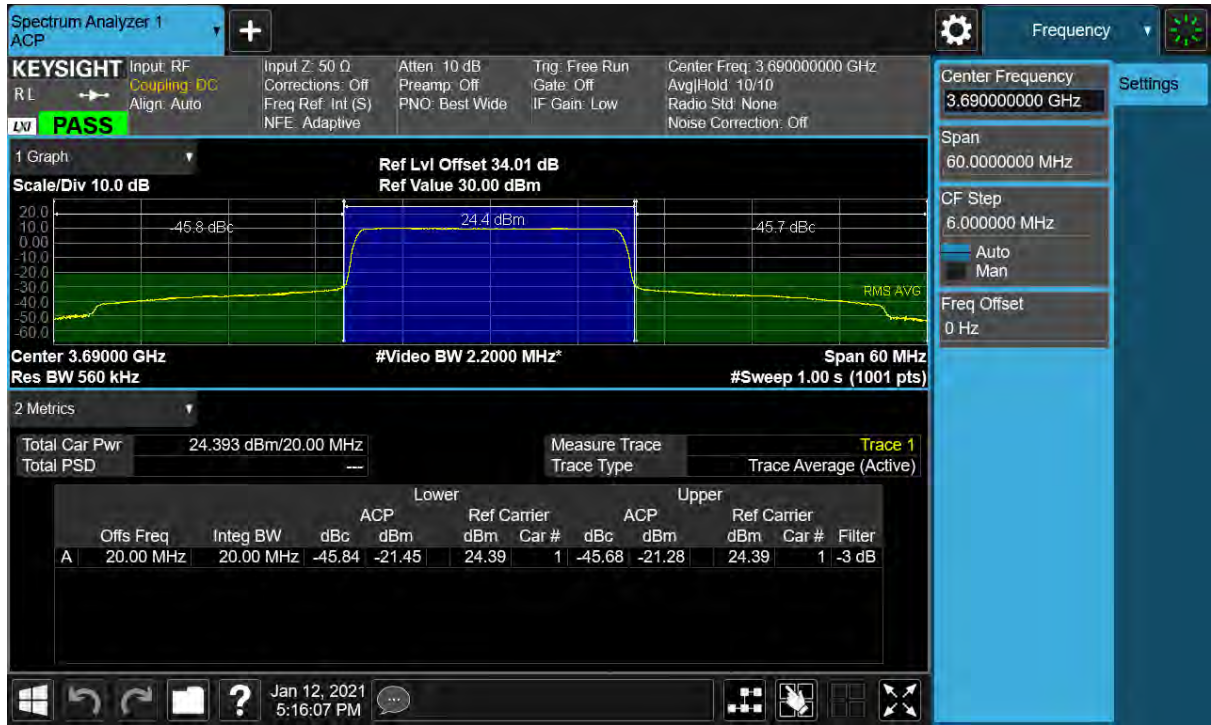 Spectrum Analyzer 1
ACP
Frequency
KEYSIGHT
R L
LXI PASS
Input: RF
Coupling: DC
Align: Auto
Input Z: 50 Ω
Corrections: Off
Freq Ref: Int (S)
NFE: Adaptive
Atten: 10 dB
Preamp: Off
PNO: Best Wide
Trig: Free Run
Gate: Off
IF Gain: Low
Center Freq: 3.690000000 GHz
Avg|Hold: 10/10
Radio Std: None
Noise Correction: Off
Center Frequency
3.690000000 GHz
Settings
Span
60.0000000 MHz
CF Step
6.000000 MHz
Auto
Man
Freq Offset
0 Hz
1 Graph
Scale/Div 10.0 dB
Ref Lvl Offset 34.01 dB
Ref Value 30.00 dBm
20.0
10.0
0.00
-10.0
-20.0
-30.0
-40.0
-50.0
-60.0
-45.8 dBc
24.4 dBm
-45.7 dBc
RMS AVG
Center 3.69000 GHz
#Video BW 2.2000 MHz*
Span 60 MHz
Res BW 560 kHz
#Sweep 1.00 s (1001 pts)
2 Metrics
Total Car Pwr 24.393 dBm/20.00 MHz
Total PSD ---
Measure Trace Trace 1
Trace Type Trace Average (Active)
Lower Upper
ACP Ref Carrier ACP Ref Carrier
Offs Freq Integ BW dBc dBm dBm Car # dBc dBm dBm Car # Filter
A 20.00 MHz 20.00 MHz -45.84 -21.45 24.39 1 -45.68 -21.28 24.39 1 -3 dB
Jan 12, 2021
5:16:07 PM